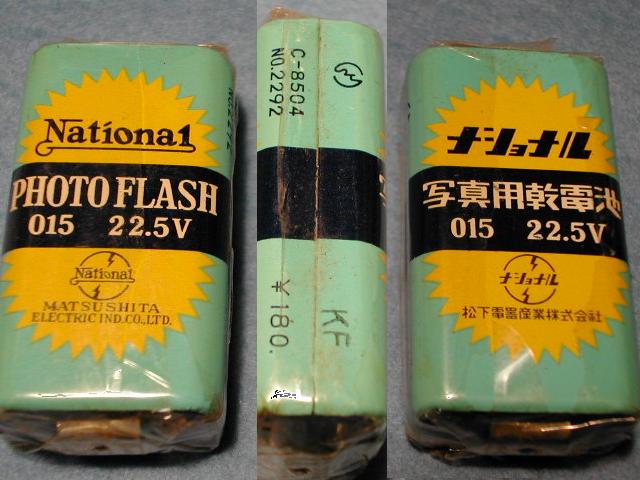 National
PHOTO FLASH
015 22.5V
National
MATSUSHITA
ELECTRIC IND. CO., LTD.
C-8504
NO.2292
¥180.
KF
ナショナル
写真用乾電池
015 22.5V
ナショナル
松下電器産業株式会社